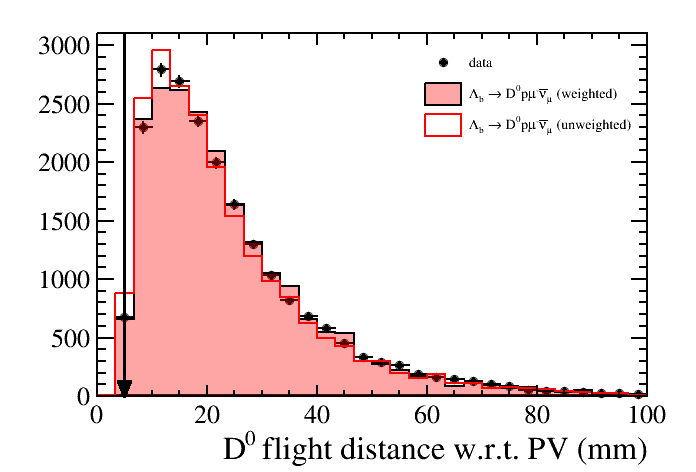 3000
2500
2000
1500
1000
500
0
data
Λb → D⁰pμ ν̄μ (weighted)
Λb → D⁰pμ ν̄μ (unweighted)
0 20 40 60 80 100
D⁰ flight distance w.r.t. PV (mm)